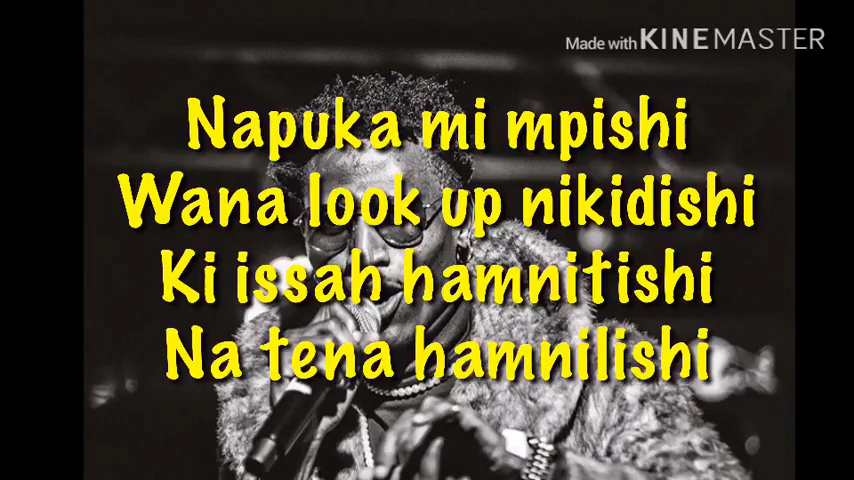 Made with KINEMASTER
Napuka mi mpishi
Wana look up nikidishi
Ki issah hamnitishi
Na tena hamnilishi